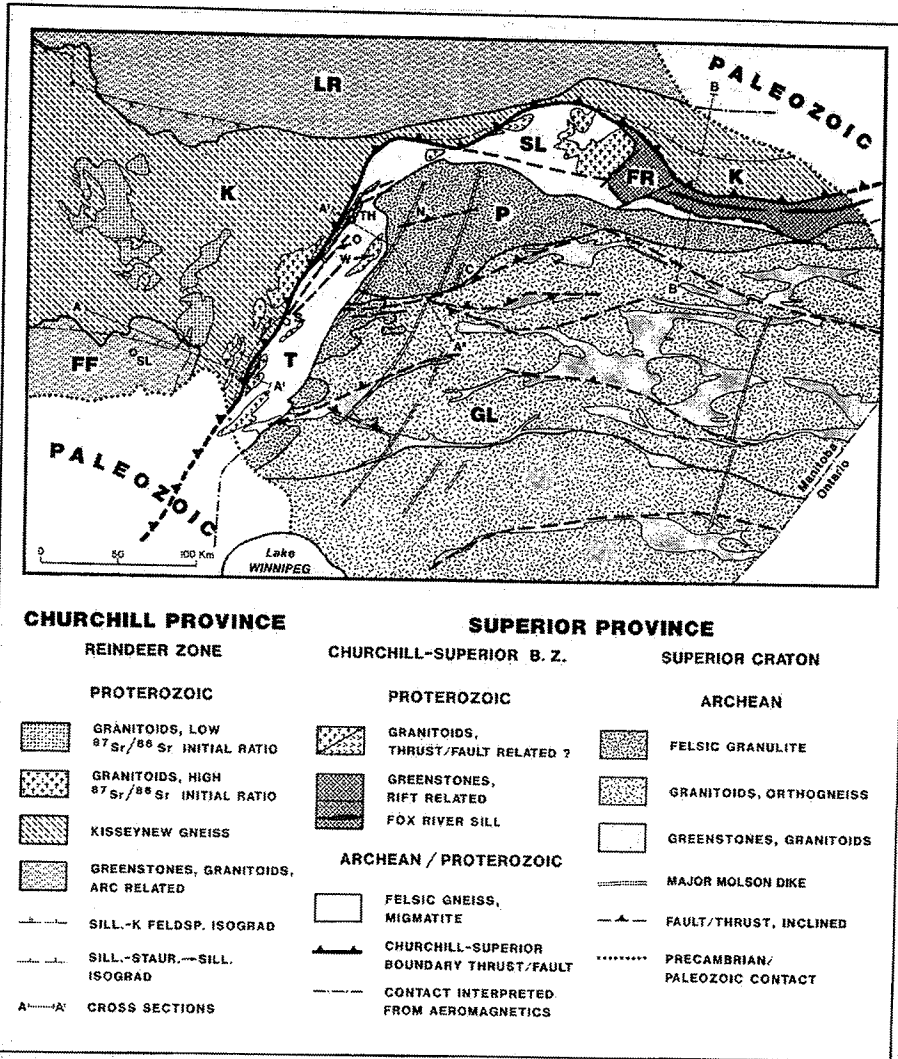 LR
PALEOZOIC
B
SL
K
FR
K
A'
TH
N
P
O
W
C
B'
A
S
FF
SL
T
A"
A'
GL
PALEOZOIC
Manitoba
Ontario
0 50 100 Km
Lake
WINNIPEG
CHURCHILL PROVINCE
REINDEER ZONE
PROTEROZOIC
GRANITOIDS, LOW
87Sr/86Sr INITIAL RATIO
GRANITOIDS, HIGH
87Sr/86Sr INITIAL RATIO
KISSEYNEW GNEISS
GREENSTONES, GRANITOIDS,
ARC RELATED
SILL.-K FELDSP. ISOGRAD
SILL.-STAUR.→SILL.
ISOGRAD
A A' CROSS SECTIONS
SUPERIOR PROVINCE
CHURCHILL-SUPERIOR B. Z.
PROTEROZOIC
GRANITOIDS,
THRUST/FAULT RELATED ?
GREENSTONES,
RIFT RELATED
FOX RIVER SILL
ARCHEAN / PROTEROZOIC
FELSIC GNEISS,
MIGMATITE
CHURCHILL-SUPERIOR
BOUNDARY THRUST/FAULT
CONTACT INTERPRETED
FROM AEROMAGNETICS
SUPERIOR CRATON
ARCHEAN
FELSIC GRANULITE
GRANITOIDS, ORTHOGNEISS
GREENSTONES, GRANITOIDS
MAJOR MOLSON DIKE
FAULT/THRUST, INCLINED
PRECAMBRIAN/
PALEOZOIC CONTACT